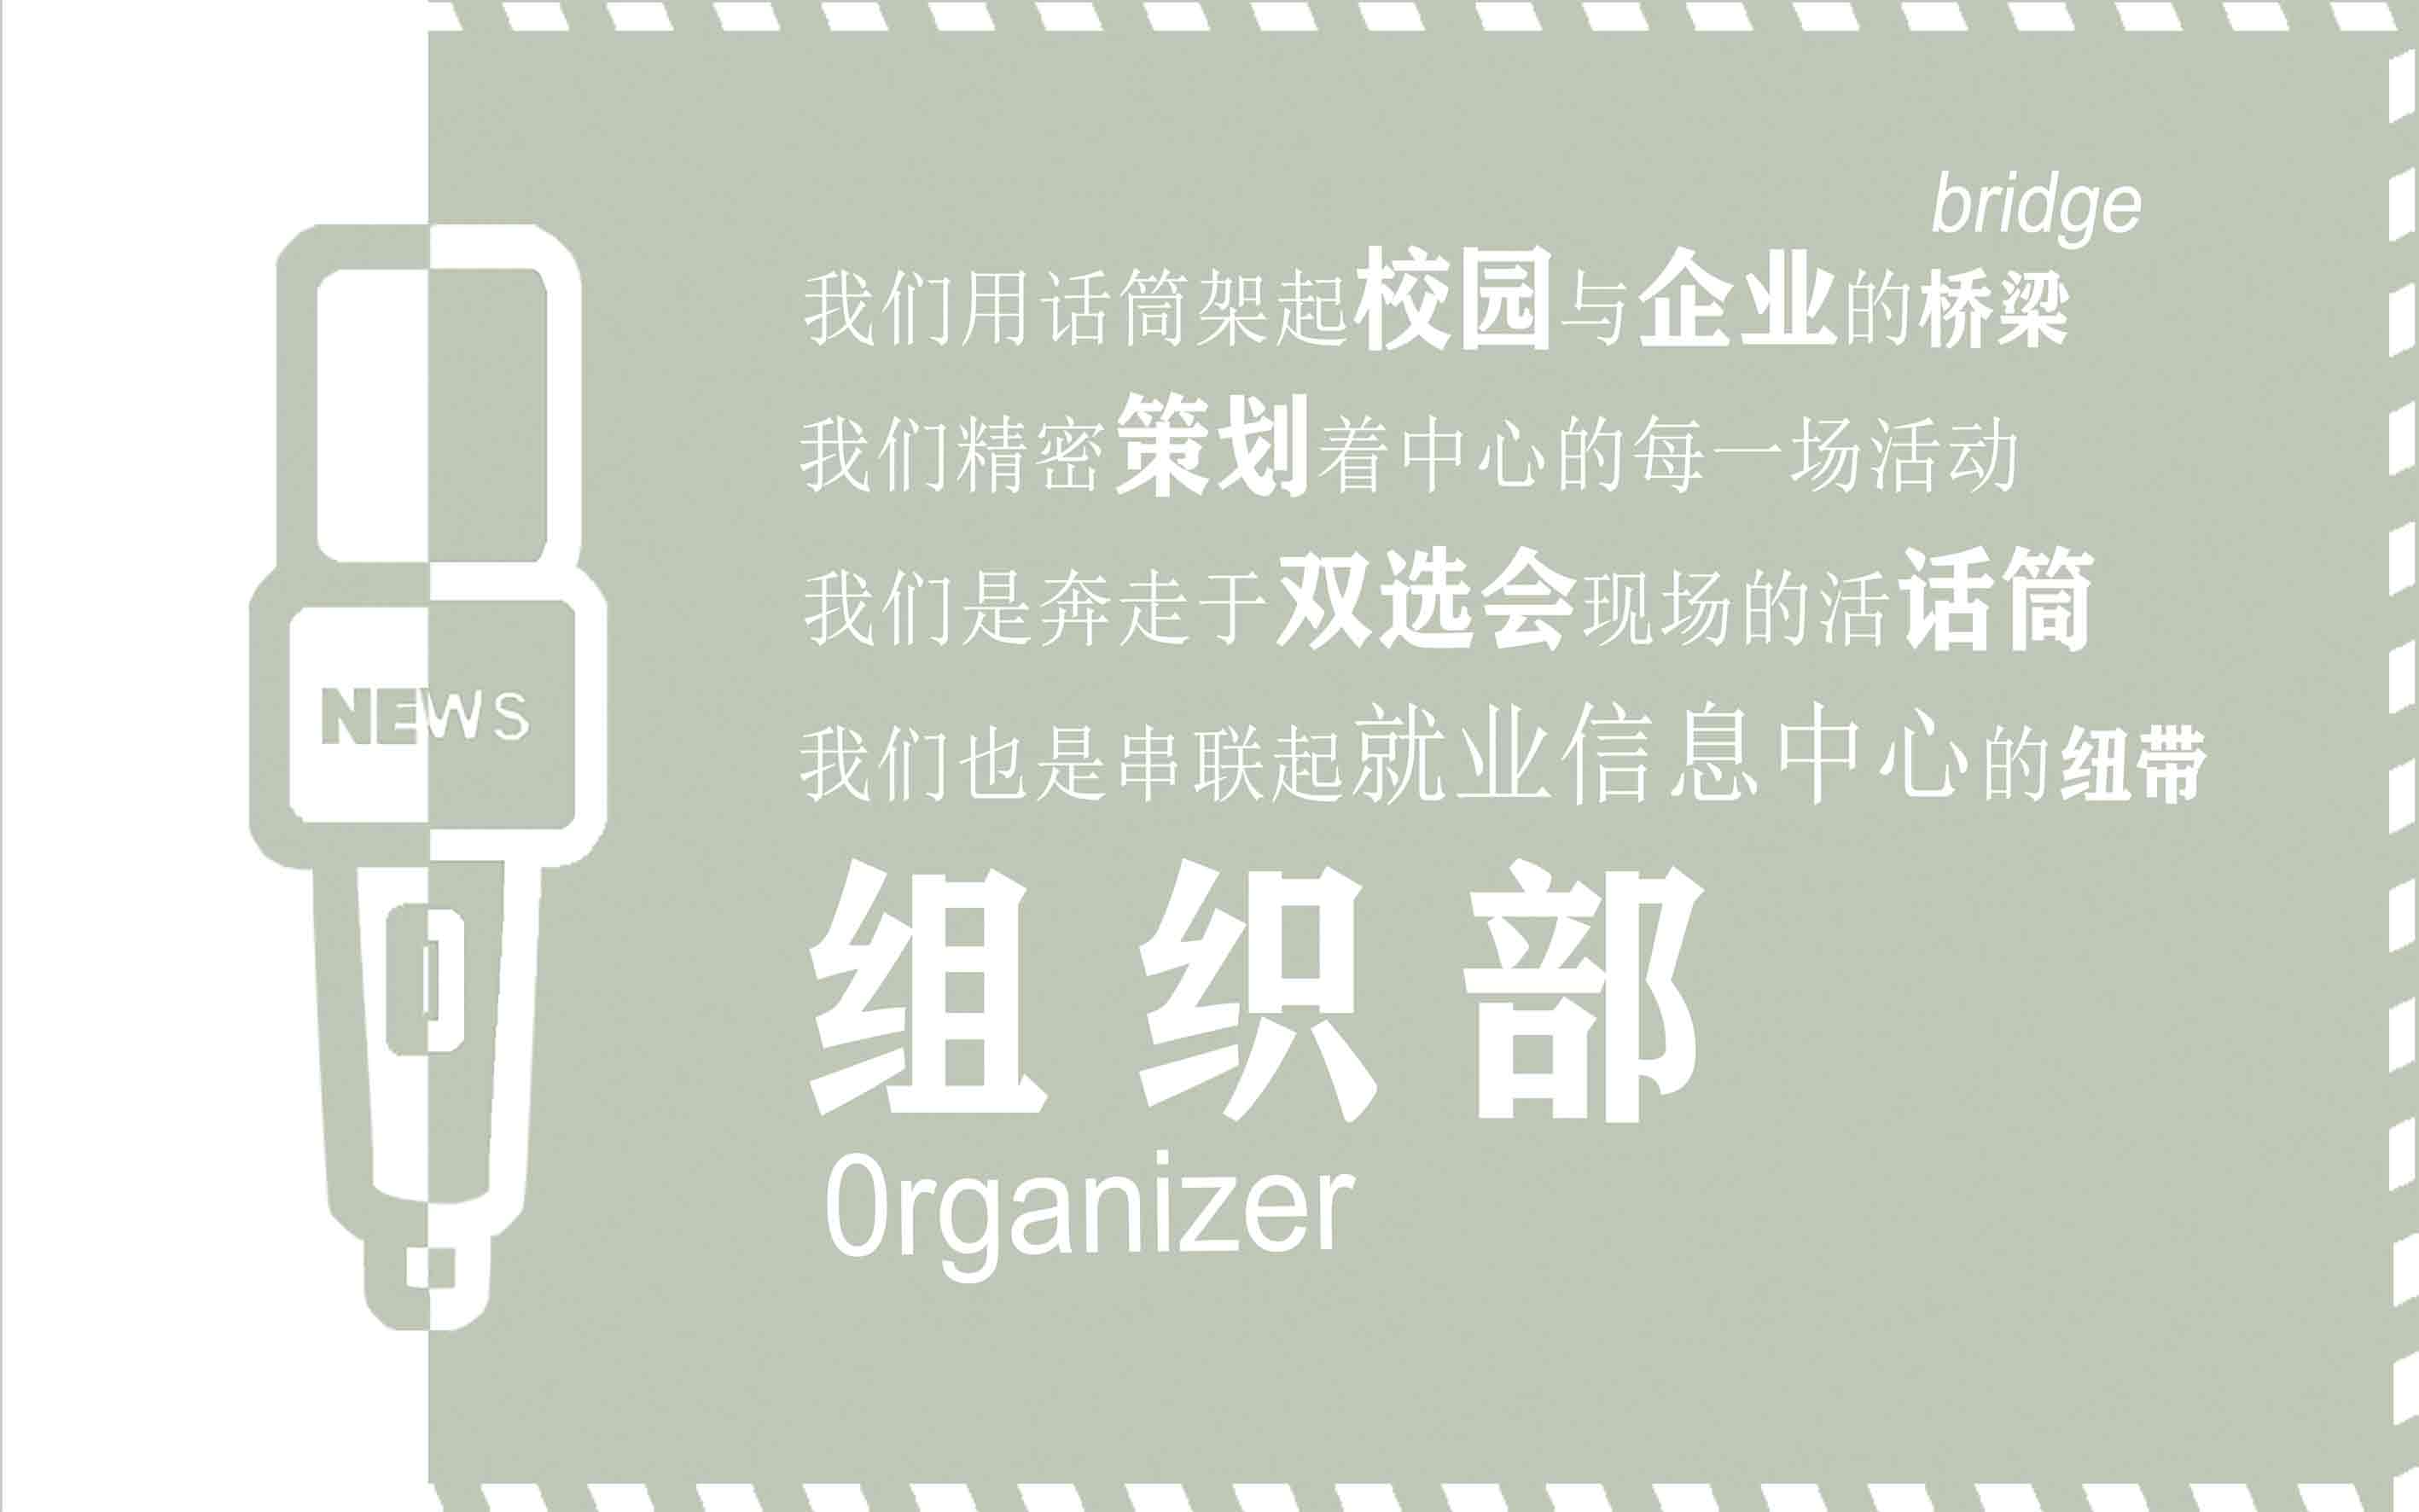 bridge
我们用话筒架起校园与企业的桥梁
我们精密策划着中心的每一场活动
我们是奔走于双选会现场的活话筒
NEWS
我们也是串联起就业信息中心的纽带
组织部
Organizer